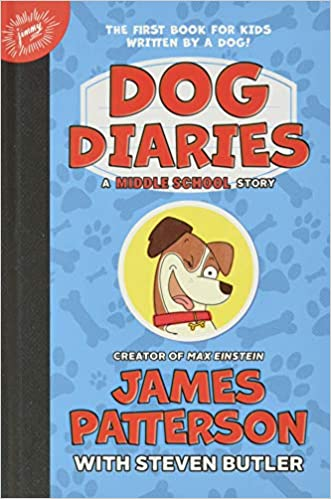 jimmy
THE FIRST BOOK FOR KIDS
WRITTEN BY A DOG!
DOG
DIARIES
A MIDDLE SCHOOL STORY
CREATOR OF MAX EINSTEIN
JAMES
PATTERSON
WITH STEVEN BUTLER